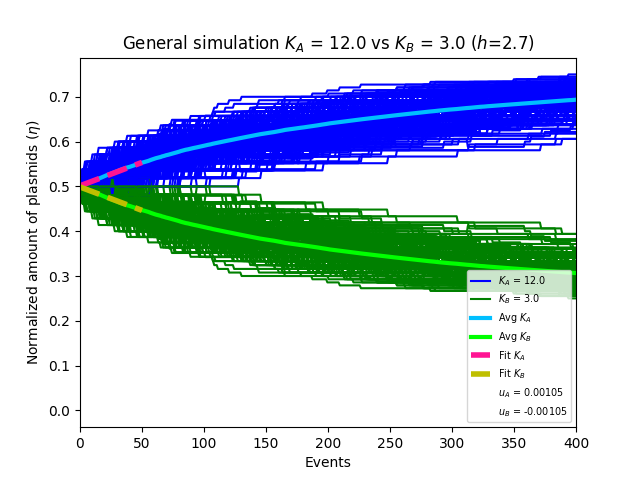 General simulation K_A = 12.0 vs K_B = 3.0 (h=2.7)
Normalized amount of plasmids (η)
0.7
0.6
0.5
0.4
0.3
0.2
0.1
0.0
K_A = 12.0
K_B = 3.0
Avg K_A
Avg K_B
Fit K_A
Fit K_B
u_A = 0.00105
u_B = -0.00105
0 50 100 150 200 250 300 350 400
Events